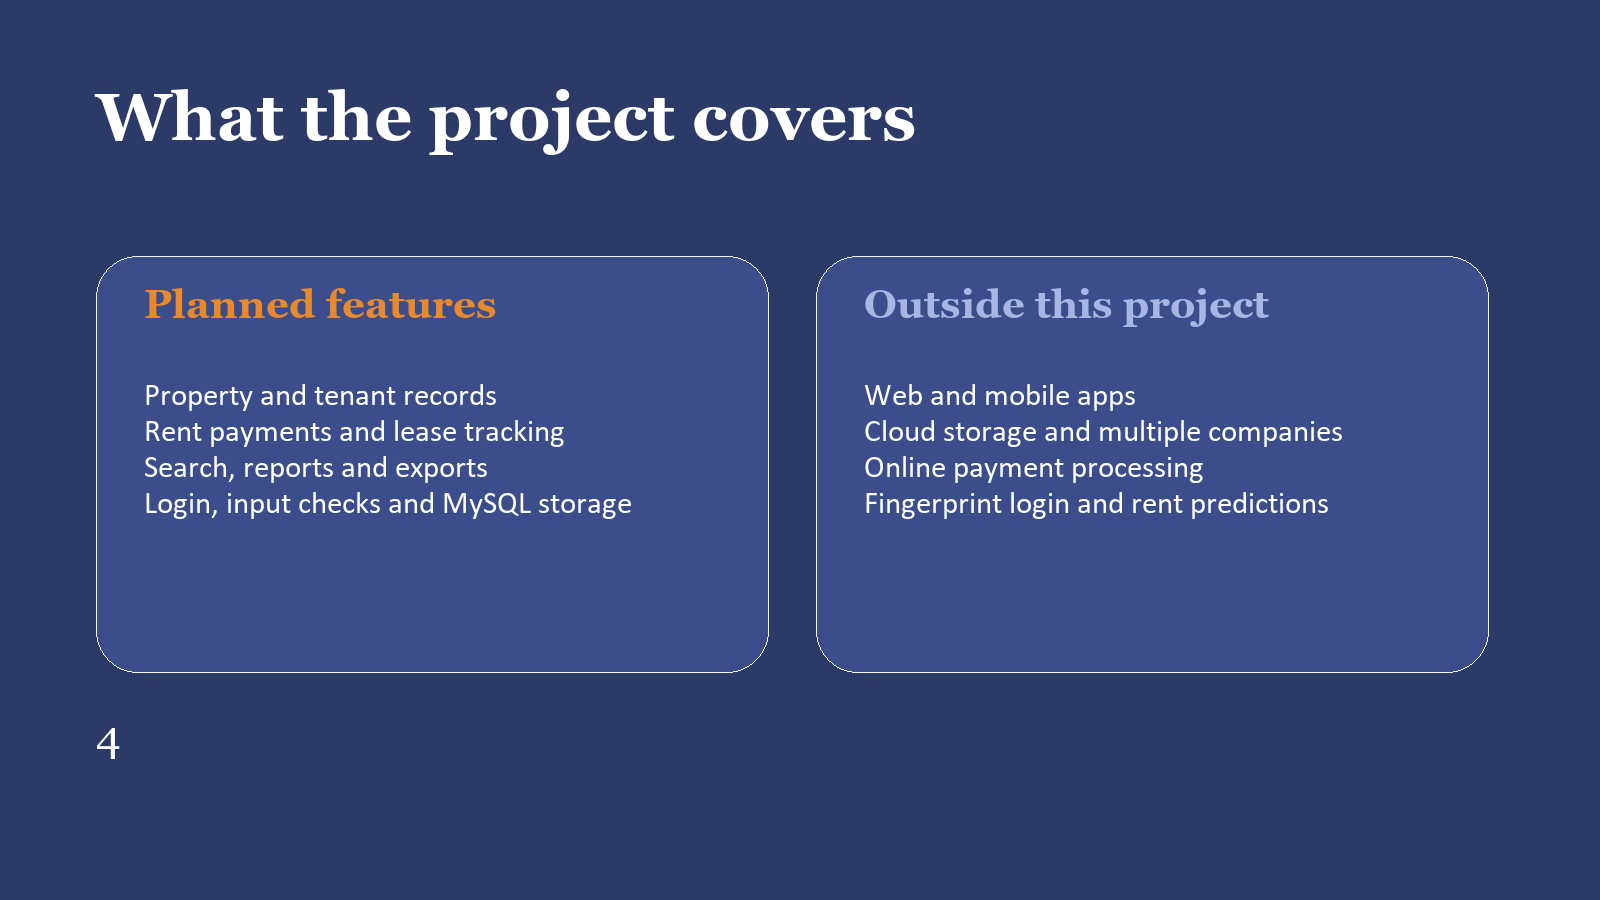 What the project covers
Planned features
Property and tenant records
Rent payments and lease tracking
Search, reports and exports
Login, input checks and MySQL storage
Outside this project
Web and mobile apps
Cloud storage and multiple companies
Online payment processing
Fingerprint login and rent predictions
4